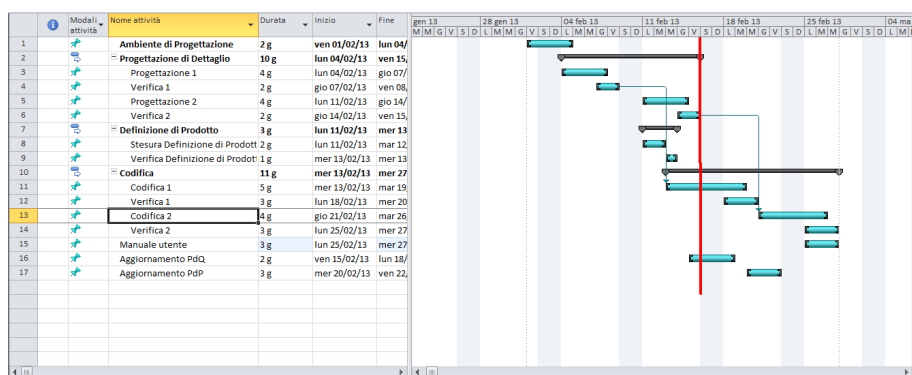 Modalità attività Nome attività Durata Inizio Fine
gen 13 28 gen 13 04 feb 13 11 feb 13 18 feb 13 25 feb 13 04 ma
M M G V S D L M M G V S D L M M G V S D L M M G V S D L M M G V S D L M M G V S D L M
1 Ambiente di Progettazione 2 g ven 01/02/13 lun 04/
2 Progettazione di Dettaglio 10 g lun 04/02/13 ven 15,
3 Progettazione 1 4 g lun 04/02/13 gio 07/
4 Verifica 1 2 g gio 07/02/13 ven 08,
5 Progettazione 2 4 g lun 11/02/13 gio 14/
6 Verifica 2 2 g gio 14/02/13 ven 15,
7 Definizione di Prodotto 3 g lun 11/02/13 mer 13
8 Stesura Definizione di Prodott 2 g lun 11/02/13 mar 12,
9 Verifica Definizione di Prodott 1 g mer 13/02/13 mer 13
10 Codifica 11 g mer 13/02/13 mer 27
11 Codifica 1 5 g mer 13/02/13 mar 19,
12 Verifica 1 3 g lun 18/02/13 mer 20
13 Codifica 2 4 g gio 21/02/13 mar 26,
14 Verifica 2 3 g lun 25/02/13 mer 27
15 Manuale utente 3 g lun 25/02/13 mer 27
16 Aggiornamento PdQ 2 g ven 15/02/13 lun 18/
17 Aggiornamento PdP 3 g mer 20/02/13 ven 22,